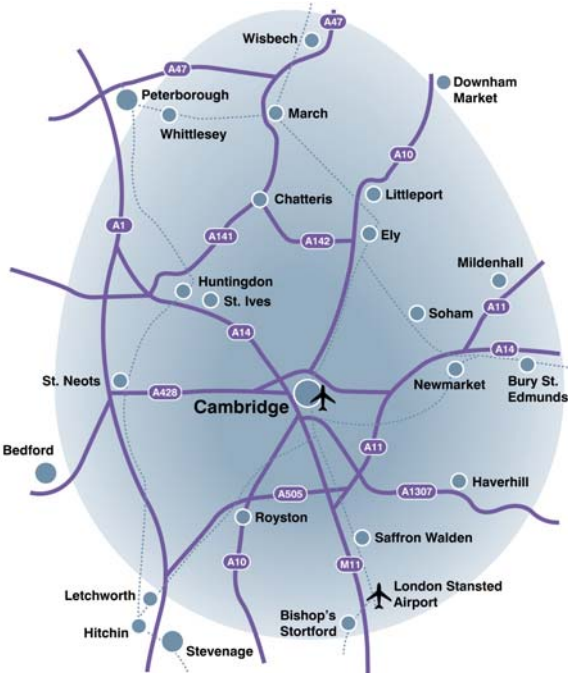 A47
Wisbech
A47
Downham
Market
Peterborough
March
Whittlesey
A10
Chatteris
Littleport
A1
A141
A142
Ely
Mildenhall
Huntingdon
St. Ives
A11
Soham
A14
A14
St. Neots
Newmarket
Bury St.
Edmunds
A428
Cambridge
A11
Bedford
Haverhill
A505
A1307
Royston
Saffron Walden
A10
M11
London Stansted
Airport
Letchworth
Bishop's
Stortford
Hitchin
Stevenage